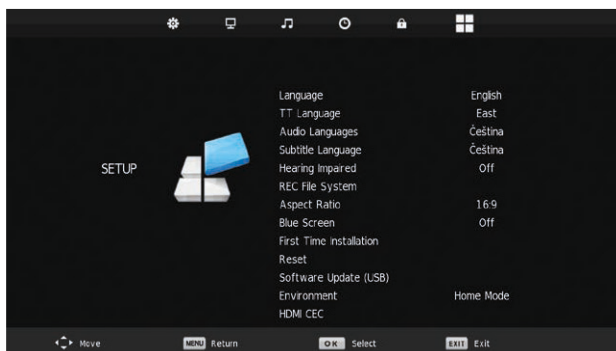 Language English
TT Language East
Audio Languages Čeština
Subtitle Language Čeština
SETUP
Hearing Impaired Off
REC File System
Aspect Ratio 16:9
Blue Screen Off
First Time Installation
Reset
Software Update (USB)
Environment Home Mode
HDMI CEC
Move MENU Return OK Select EXIT Exit